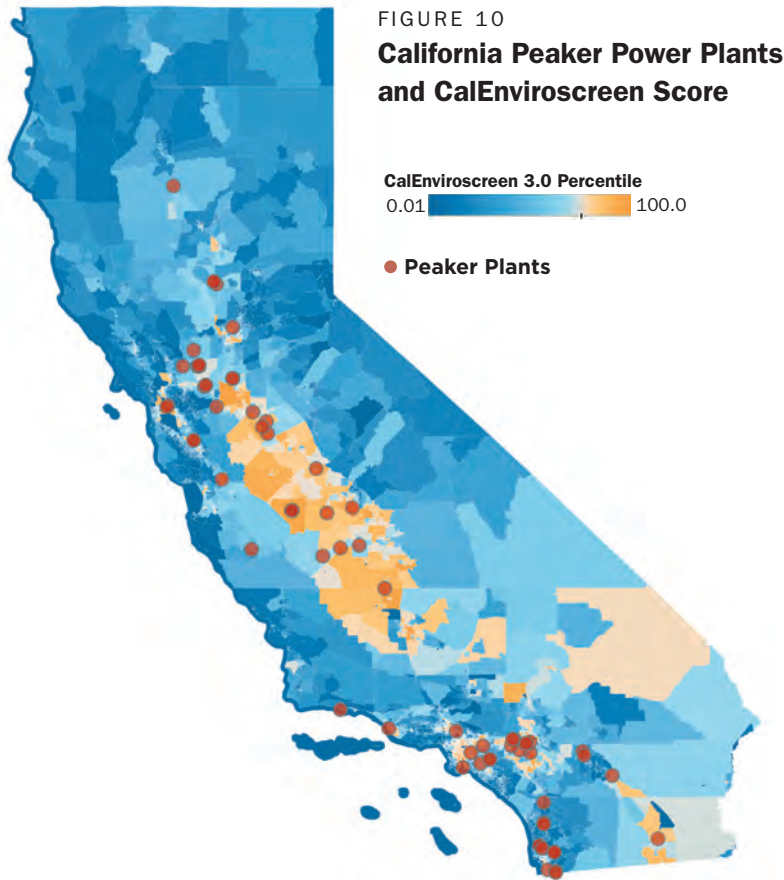 FIGURE 10
California Peaker Power Plants
and CalEnviroscreen Score
CalEnviroscreen 3.0 Percentile
0.01 100.0
Peaker Plants